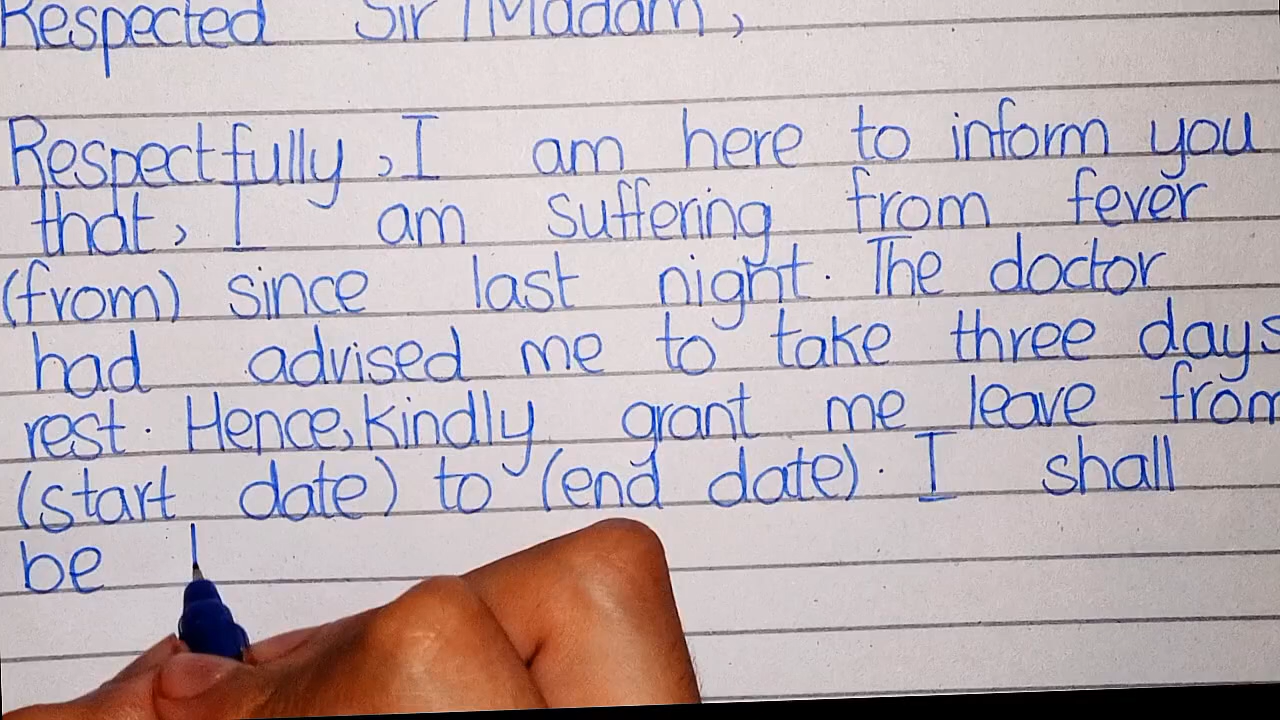 Respected Sir/Madam,
Respectfully, I am here to inform you
that, I am suffering from fever
(from) since last night. The doctor
had advised me to take three days
rest. Hence, kindly grant me leave from
(start date) to (end date). I shall
be